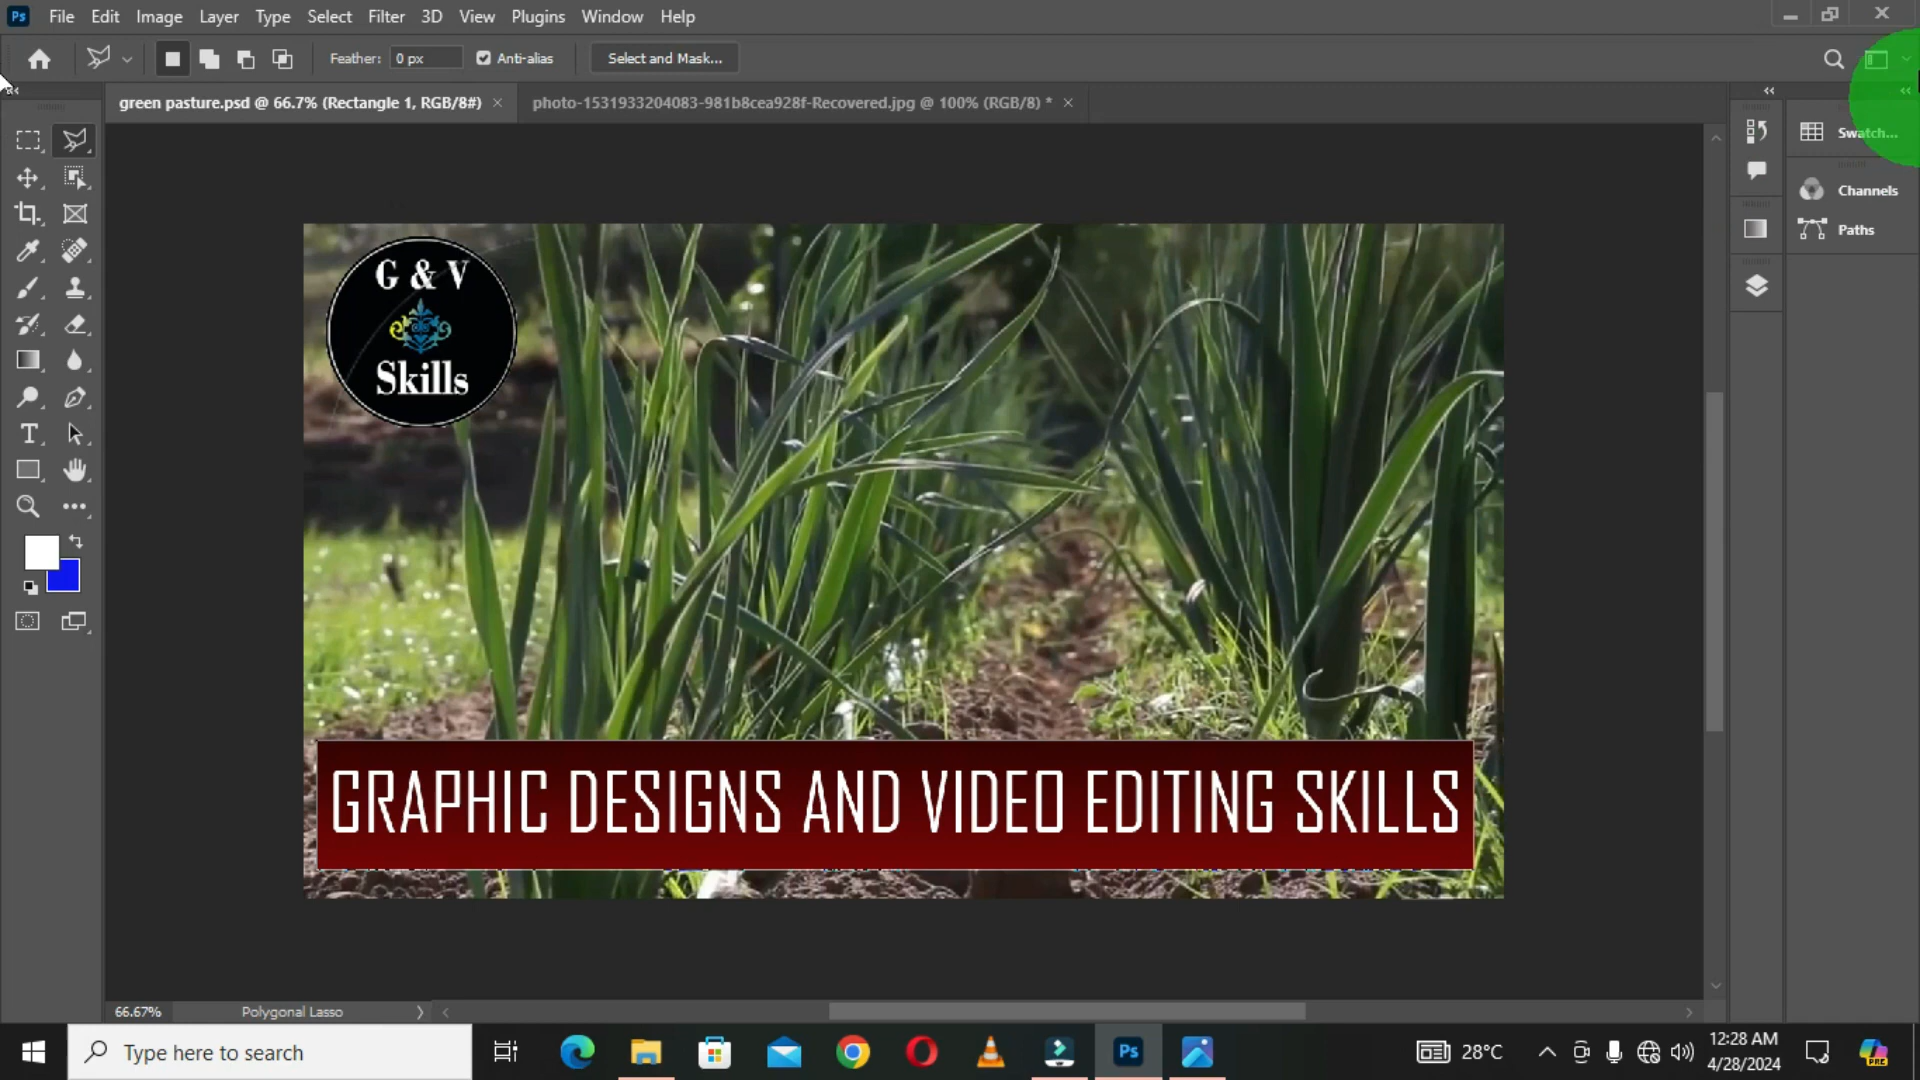 Ps File Edit Image Layer Type Select Filter 3D View Plugins Window Help
Feather: 0 px Anti-alias Select and Mask...
green pasture.psd @ 66.7% (Rectangle 1, RGB/8#) × photo-1531933204083-981b8cea928f-Recovered.jpg @ 100% (RGB/8) * ×
Swatch...
Channels
Paths
G & V
Skills
GRAPHIC DESIGNS AND VIDEO EDITING SKILLS
66.67% Polygonal Lasso
Type here to search
Ps
28°C
12:28 AM
4/28/2024
PRE